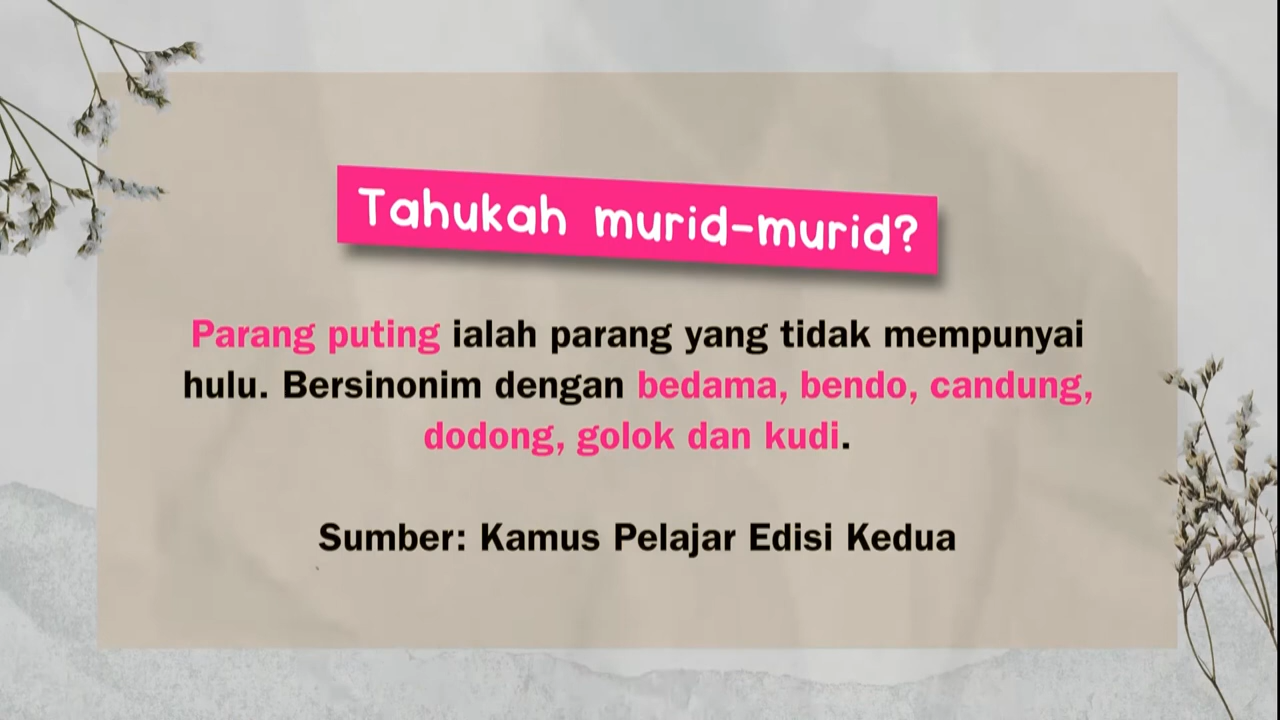 Tahukah murid-murid?
Parang puting ialah parang yang tidak mempunyai
hulu. Bersinonim dengan bedama, bendo, candung,
dodong, golok dan kudi.
Sumber: Kamus Pelajar Edisi Kedua